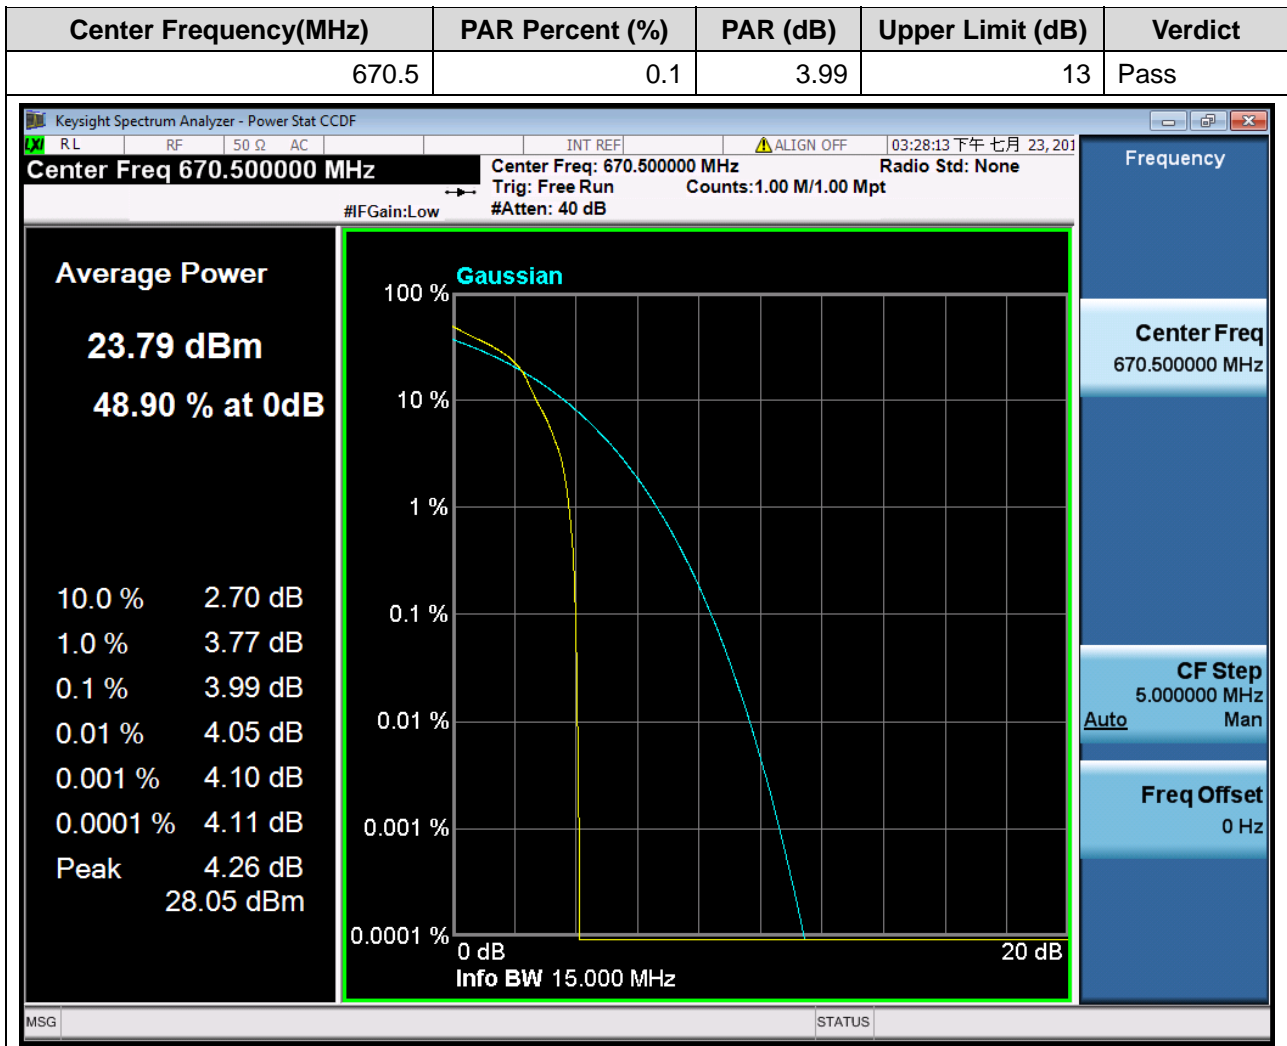 Center Frequency(MHz) PAR Percent (%) PAR (dB) Upper Limit (dB) Verdict
670.5 0.1 3.99 13 Pass
Keysight Spectrum Analyzer - Power Stat CCDF
LXI RL RF 50 Ω AC INT REF ALIGN OFF 03:28:13 下午 七月 23, 201
Center Freq 670.500000 MHz
Center Freq: 670.500000 MHz Radio Std: None
Trig: Free Run Counts:1.00 M/1.00 Mpt
#IFGain:Low #Atten: 40 dB
Average Power
23.79 dBm
48.90 % at 0dB
10.0 % 2.70 dB
1.0 % 3.77 dB
0.1 % 3.99 dB
0.01 % 4.05 dB
0.001 % 4.10 dB
0.0001 % 4.11 dB
Peak 4.26 dB
28.05 dBm
Gaussian
100 %
10 %
1 %
0.1 %
0.01 %
0.001 %
0.0001 %
0 dB 20 dB
Info BW 15.000 MHz
Frequency
Center Freq
670.500000 MHz
CF Step
5.000000 MHz
Auto Man
Freq Offset
0 Hz
MSG STATUS